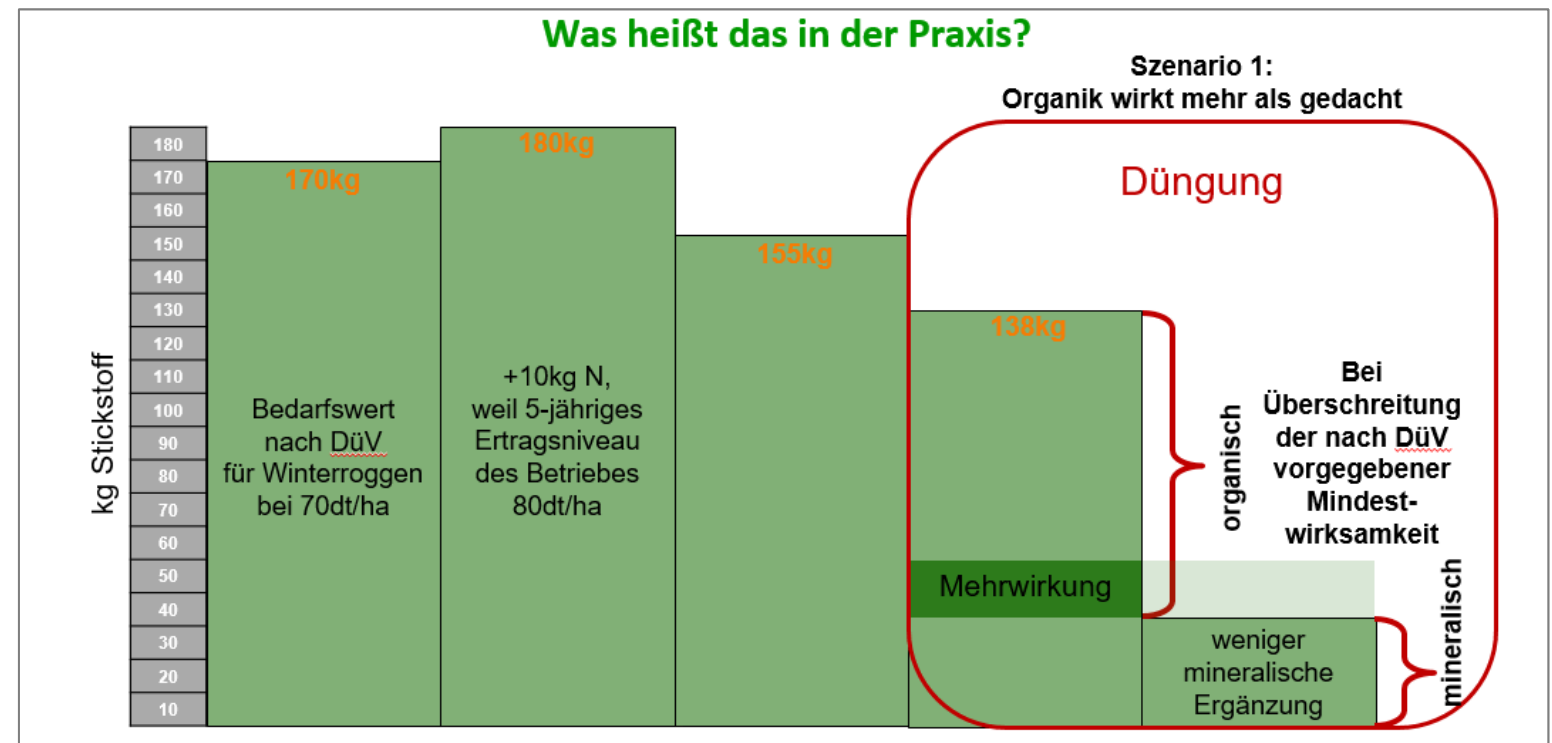 Was heißt das in der Praxis?
Szenario 1:
Organik wirkt mehr als gedacht
Düngung
kg Stickstoff
180
170
160
150
140
130
120
110
100
90
80
70
60
50
40
30
20
10
170kg
Bedarfswert
nach DüV
für Winterroggen
bei 70dt/ha
180kg
+10kg N,
weil 5-jähriges
Ertragsniveau
des Betriebes
80dt/ha
155kg
138kg
Mehrwirkung
organisch
Bei
Überschreitung
der nach DüV
vorgegebener
Mindest-
wirksamkeit
weniger
mineralische
Ergänzung
mineralisch